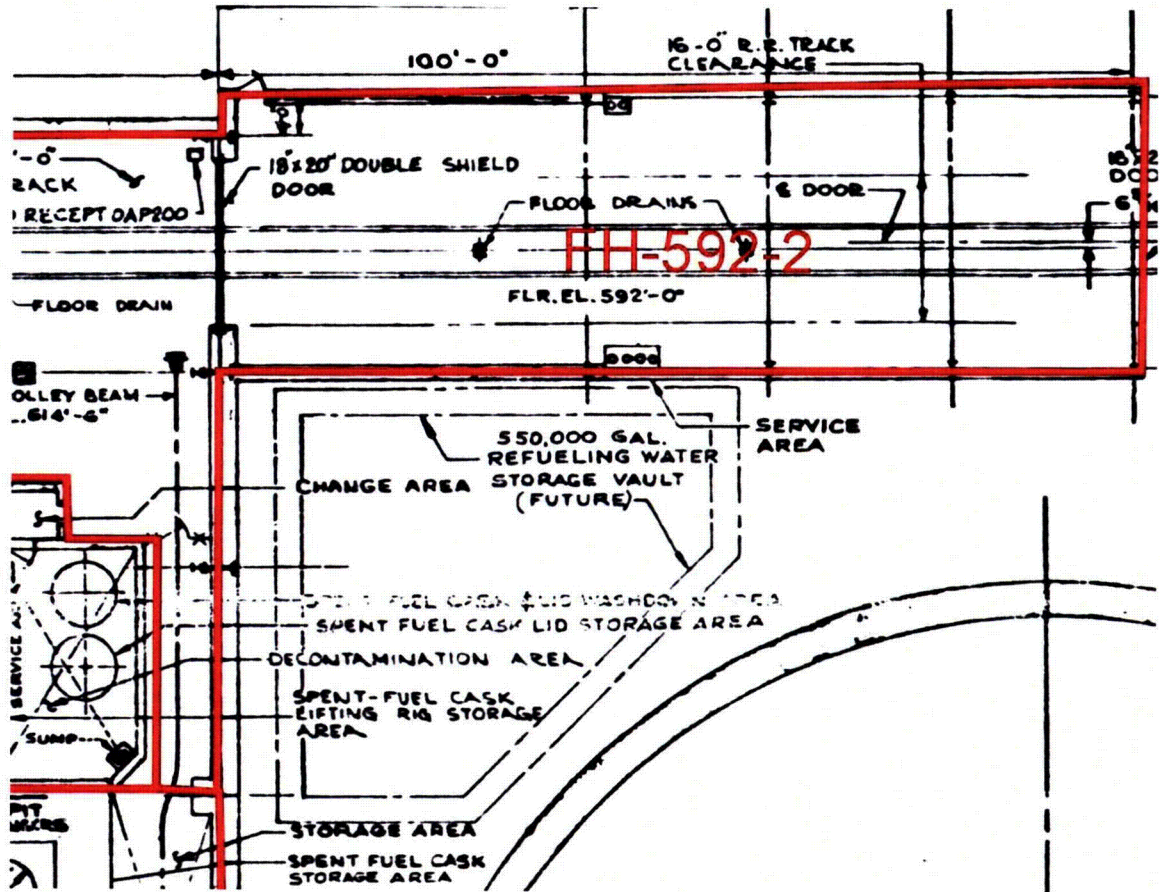 100'-0"
16-0" R.R. TRACK
CLEARANCE
'-0"
RACK
RECEPT OAP200
18'x20' DOUBLE SHIELD
DOOR
FLOOR DRAINS
DOOR
FH-592-2
FLR. EL. 592'-0"
FLOOR DRAIN
OLLEY BEAM
614'-6"
SERVICE
AREA
550,000 GAL.
REFUELING WATER
STORAGE VAULT
(FUTURE)
CHANGE AREA
SPENT FUEL CASK LID STORAGE AREA
DECONTAMINATION AREA
SPENT-FUEL CASK
LIFTING RIG STORAGE
AREA
SERVICE A
SUMP
PIT
STORAGE AREA
SPENT FUEL CASK
STORAGE AREA